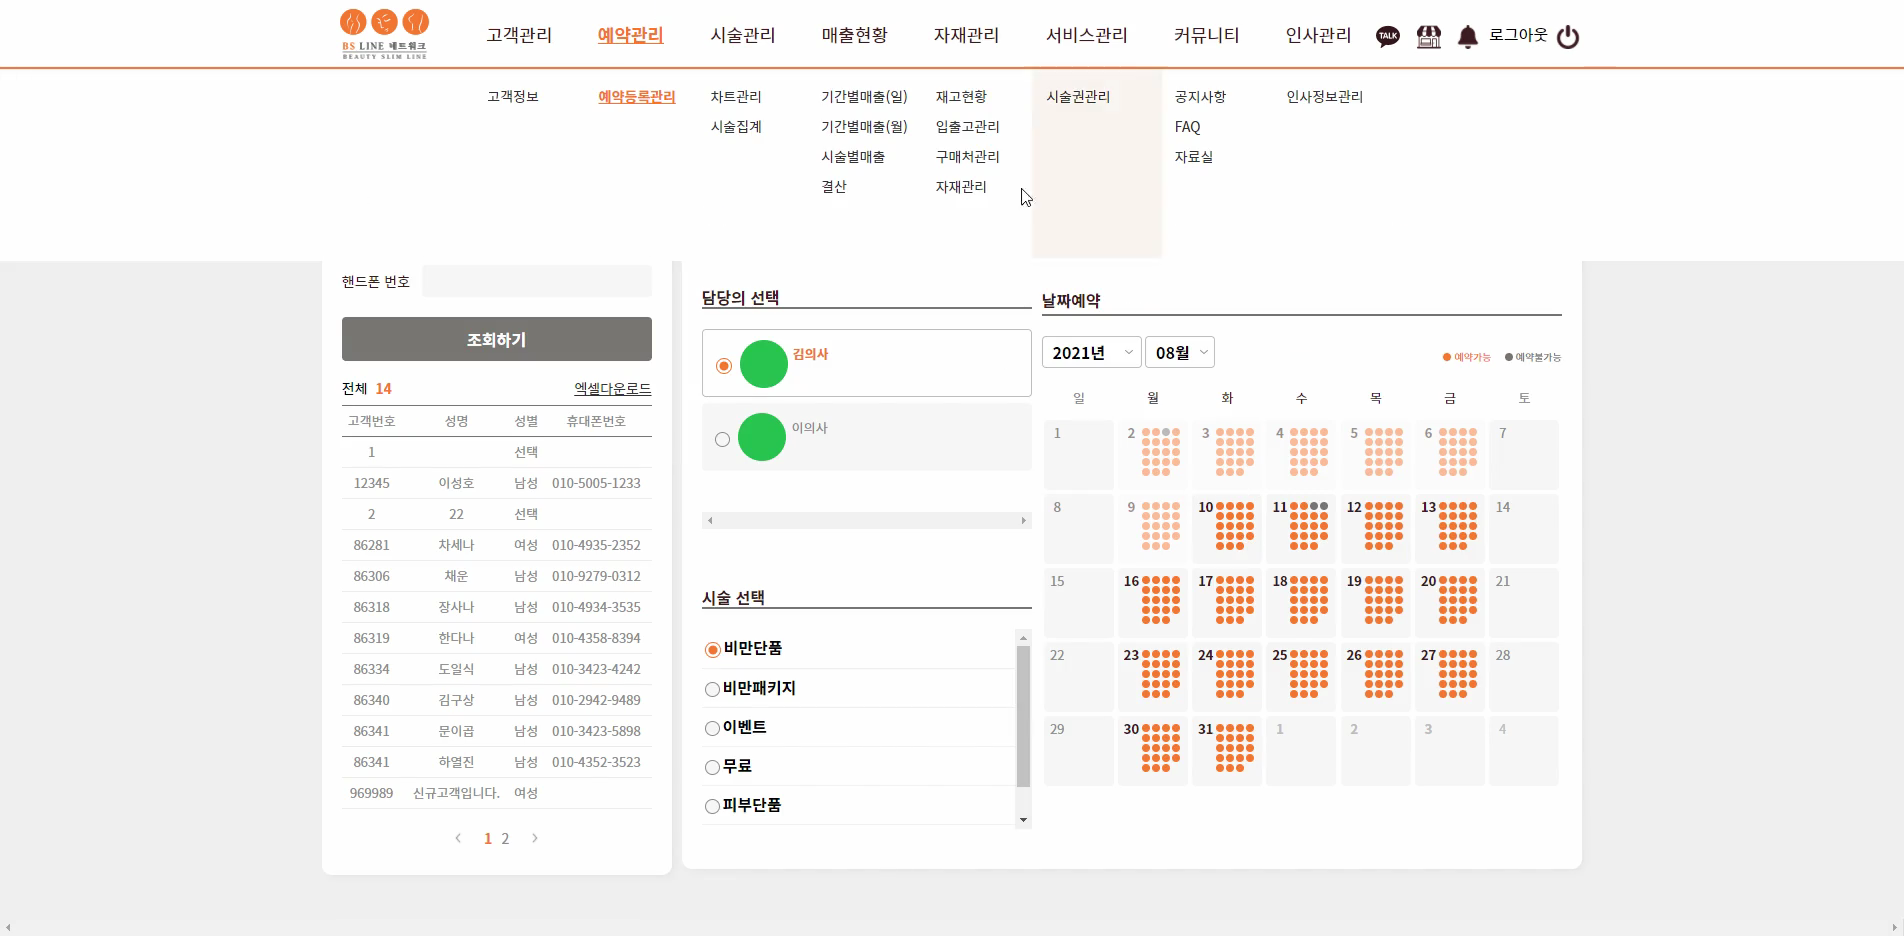 BS LINE 네트워크
BEAUTY SLIM LINE
고객관리 예약관리 시술관리 매출현황 자재관리 서비스관리 커뮤니티 인사관리 TALK 로그아웃
고객정보 예약등록관리 차트관리 기간별매출(일) 재고현황 시술권관리 공지사항 인사정보관리
시술집계 기간별매출(월) 입출고관리 FAQ
시술별매출 구매처관리 자료실
결산 자재관리
핸드폰 번호
조회하기
전체 14 엑셀다운로드
고객번호 성명 성별 휴대폰번호
1 선택
12345 이성호 남성 010-5005-1233
2 22 선택
86281 차세나 여성 010-4935-2352
86306 채운 남성 010-9279-0312
86318 장사나 남성 010-4934-3535
86319 한다나 여성 010-4358-8394
86334 도일식 남성 010-3423-4242
86340 김구상 남성 010-2942-9489
86341 문이곱 남성 010-3423-5898
86341 하열진 남성 010-4352-3523
969989 신규고객입니다. 여성
1 2
담당의 선택
김의사
이의사
시술 선택
비만단품
비만패키지
이벤트
무료
피부단품
날짜예약
2021년 08월
예약가능 예약불가능
일 월 화 수 목 금 토
1 2 3 4 5 6 7
8 9 10 11 12 13 14
15 16 17 18 19 20 21
22 23 24 25 26 27 28
29 30 31 1 2 3 4